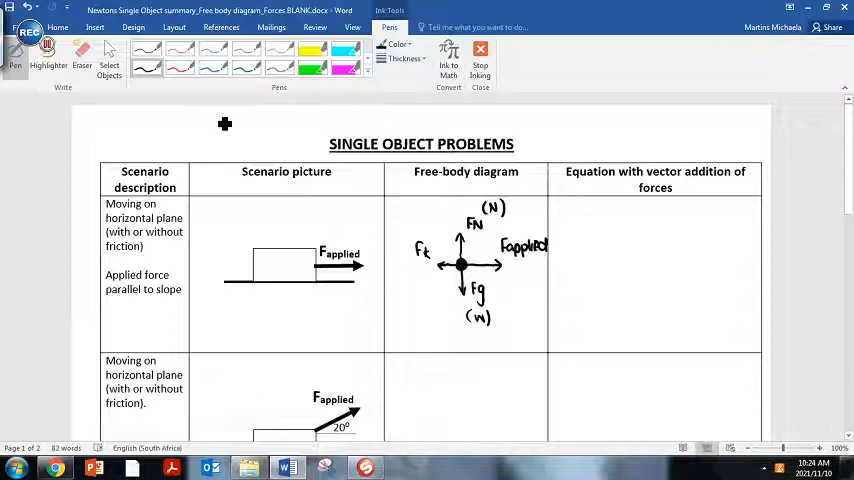 Newtons Single Object summary_Free body diagram_Forces BLANK.docx - Word
Ink Tools
Home Insert Design Layout References Mailings Review View Pens Tell me what you want to do...
Martins Michaela Share
REC
Pen Highlighter Eraser Select Objects
Color
Thickness
Ink to Math
Stop Inking
Write Pens Convert Close
SINGLE OBJECT PROBLEMS
Scenario description
Scenario picture
Free-body diagram
Equation with vector addition of forces
Moving on
horizontal plane
(with or without
friction)
Applied force
parallel to slope
Fapplied
(N)
FN
Fapplied
Fg
(W)
Moving on
horizontal plane
(with or without
friction).
Fapplied
20⁰
Page 1 of 2 82 words English (South Africa) 100%
10:24 AM
2021/11/10